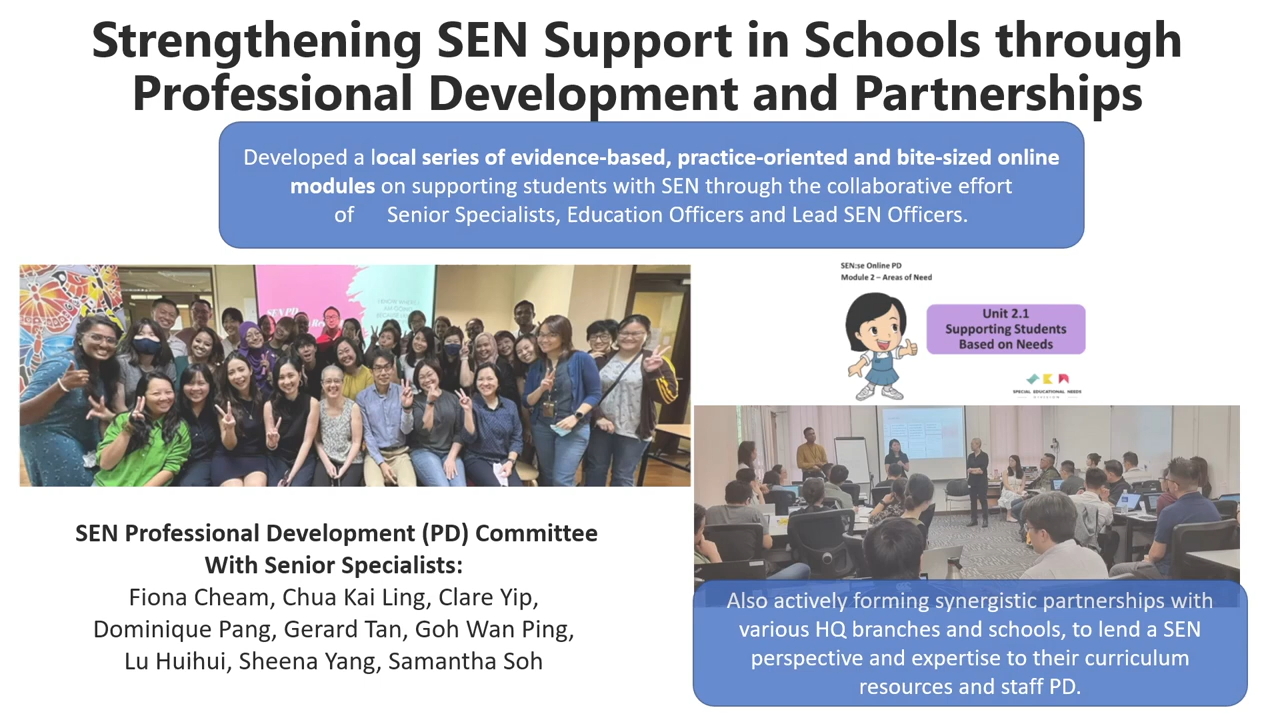 Strengthening SEN Support in Schools through
Professional Development and Partnerships
Developed a local series of evidence-based, practice-oriented and bite-sized online
modules on supporting students with SEN through the collaborative effort
of Senior Specialists, Education Officers and Lead SEN Officers.
SEN:se Online PD
Module 2 – Areas of Need
Unit 2.1
Supporting Students
Based on Needs
SPECIAL EDUCATIONAL NEEDS
DIVISION
SEN PD
SEN Professional Development (PD) Committee
With Senior Specialists:
Fiona Cheam, Chua Kai Ling, Clare Yip,
Dominique Pang, Gerard Tan, Goh Wan Ping,
Lu Huihui, Sheena Yang, Samantha Soh
Also actively forming synergistic partnerships with
various HQ branches and schools, to lend a SEN
perspective and expertise to their curriculum
resources and staff PD.